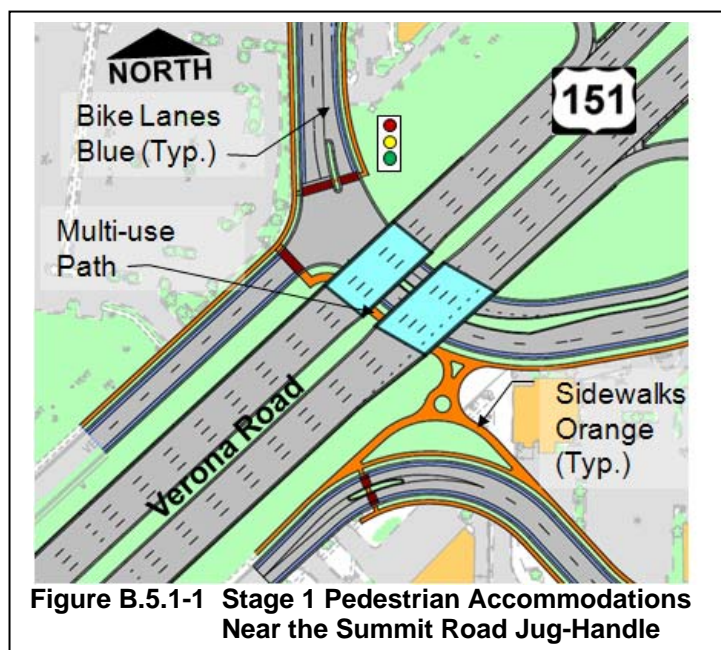 NORTH
151
Bike Lanes
Blue (Typ.)
Multi-use
Path
Verona Road
Sidewalks
Orange
(Typ.)
Figure B.5.1-1 Stage 1 Pedestrian Accommodations
Near the Summit Road Jug-Handle